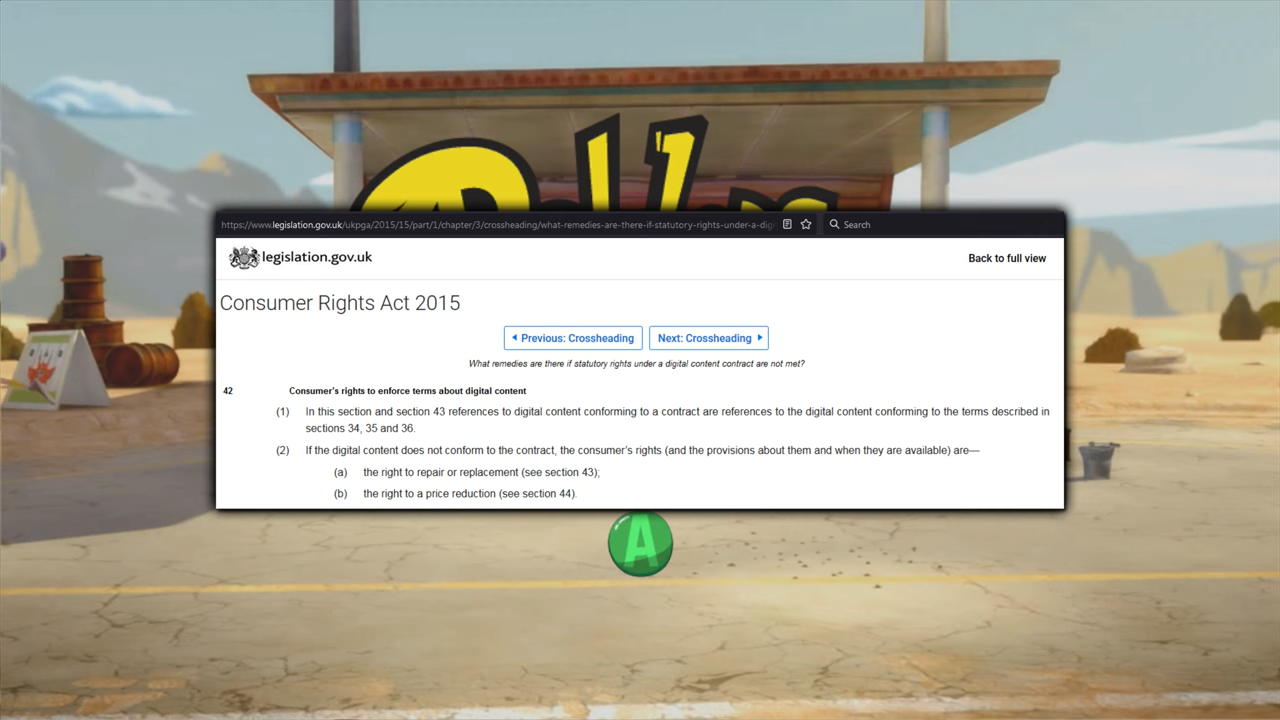 https://www.legislation.gov.uk/ukpga/2015/15/part/1/chapter/3/crossheading/what-remedies-are-there-if-statutory-rights-under-a-dig
Search
legislation.gov.uk
Back to full view
Consumer Rights Act 2015
Previous: Crossheading
Next: Crossheading
What remedies are there if statutory rights under a digital content contract are not met?
42 Consumer's rights to enforce terms about digital content
(1) In this section and section 43 references to digital content conforming to a contract are references to the digital content conforming to the terms described in
sections 34, 35 and 36.
(2) If the digital content does not conform to the contract, the consumer's rights (and the provisions about them and when they are available) are—
(a) the right to repair or replacement (see section 43);
(b) the right to a price reduction (see section 44).
A